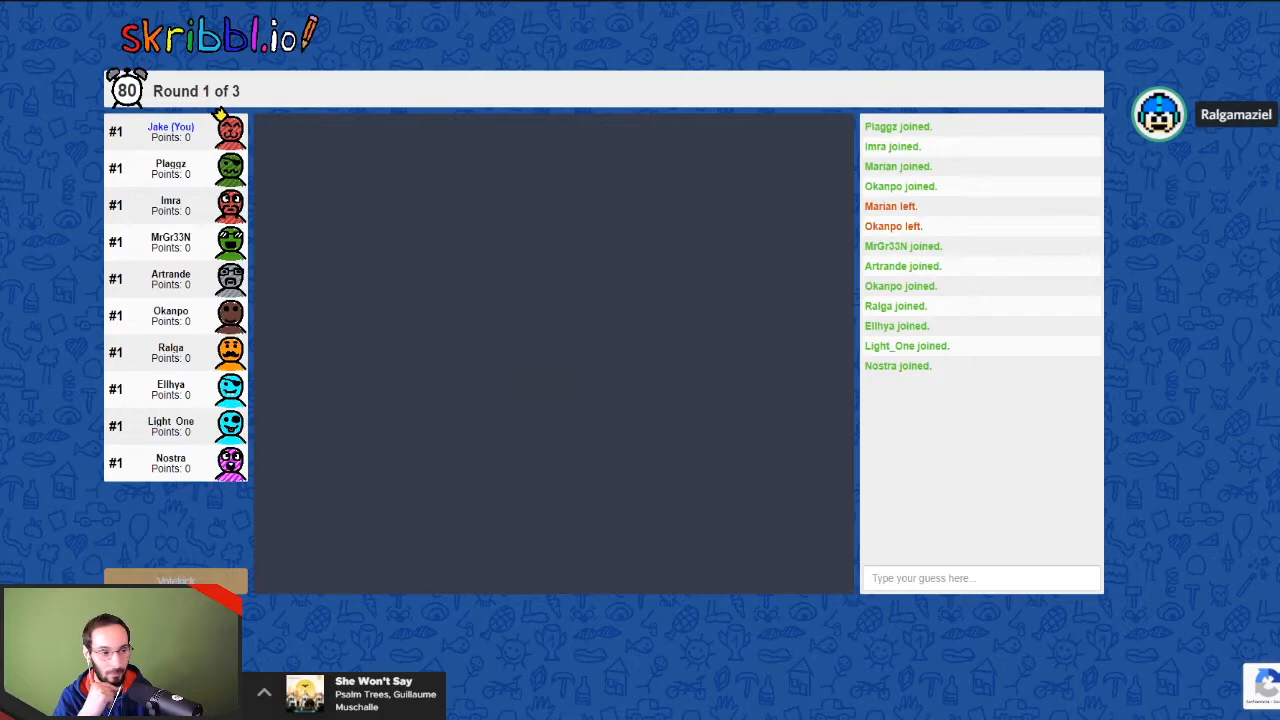 skribbl.io
80
Round 1 of 3
#1
Jake (You)
Points: 0
#1
Plaggz
Points: 0
#1
Imra
Points: 0
#1
MrGr33N
Points: 0
#1
Artrande
Points: 0
#1
Okanpo
Points: 0
#1
Ralga
Points: 0
#1
Ellhya
Points: 0
#1
Light_One
Points: 0
#1
Nostra
Points: 0
Votekick
Plaggz joined.
Imra joined.
Marian joined.
Okanpo joined.
Marian left.
Okanpo left.
MrGr33N joined.
Artrande joined.
Okanpo joined.
Ralga joined.
Ellhya joined.
Light_One joined.
Nostra joined.
Type your guess here...
Ralgamaziel
She Won't Say
Psalm Trees, Guillaume
Muschalle